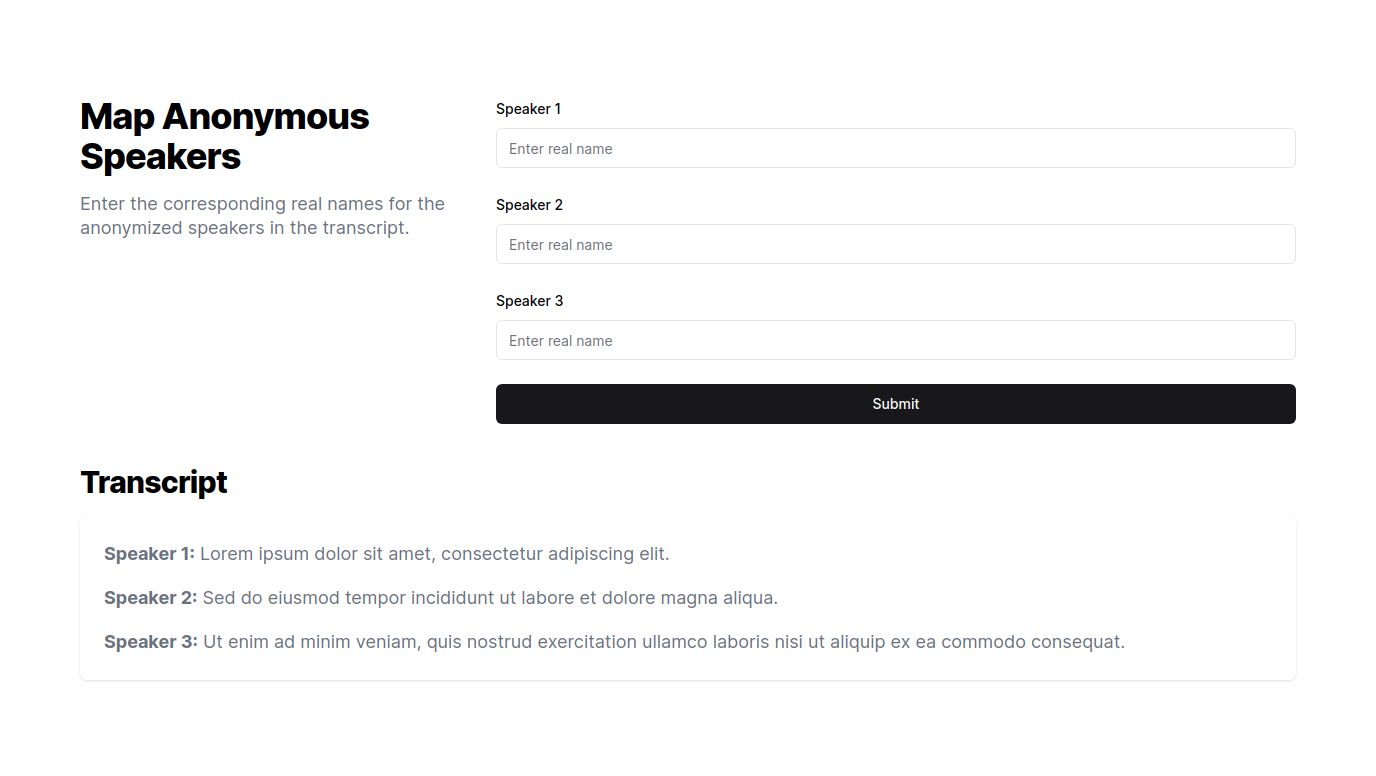 Map Anonymous
Speakers
Enter the corresponding real names for the
anonymized speakers in the transcript.
Speaker 1
Enter real name
Speaker 2
Enter real name
Speaker 3
Enter real name
Submit
Transcript
Speaker 1: Lorem ipsum dolor sit amet, consectetur adipiscing elit.
Speaker 2: Sed do eiusmod tempor incididunt ut labore et dolore magna aliqua.
Speaker 3: Ut enim ad minim veniam, quis nostrud exercitation ullamco laboris nisi ut aliquip ex ea commodo consequat.